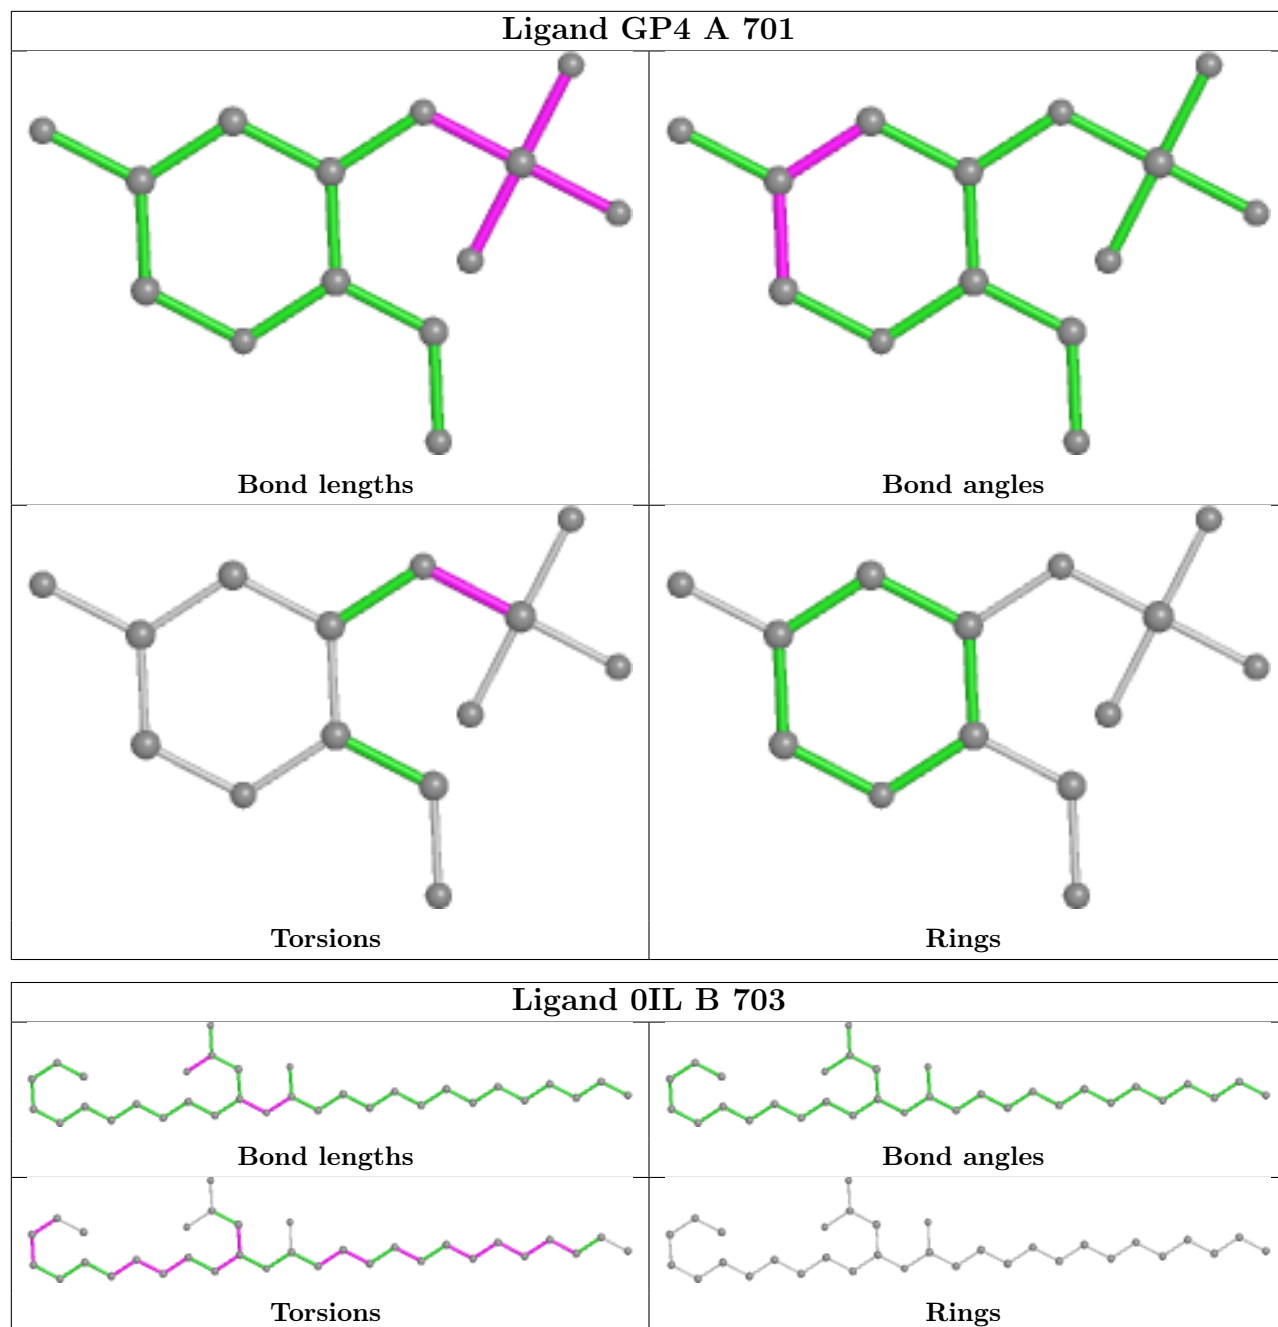 Ligand GP4 A 701
Bond lengths
Bond angles
Torsions
Rings
Ligand 0IL B 703
Bond lengths
Bond angles
Torsions
Rings